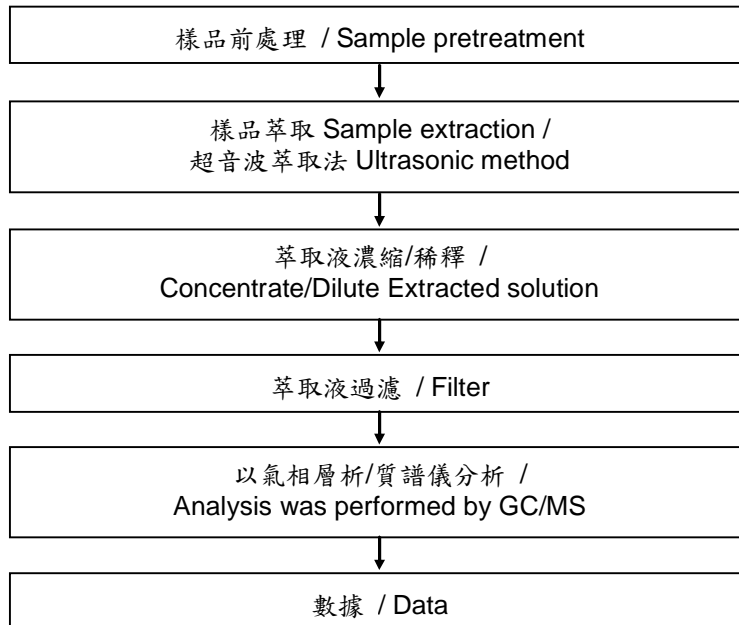 樣品前處理 / Sample pretreatment
樣品萃取 Sample extraction /
超音波萃取法 Ultrasonic method
萃取液濃縮/稀釋 /
Concentrate/Dilute Extracted solution
萃取液過濾 / Filter
以氣相層析/質譜儀分析 /
Analysis was performed by GC/MS
數據 / Data